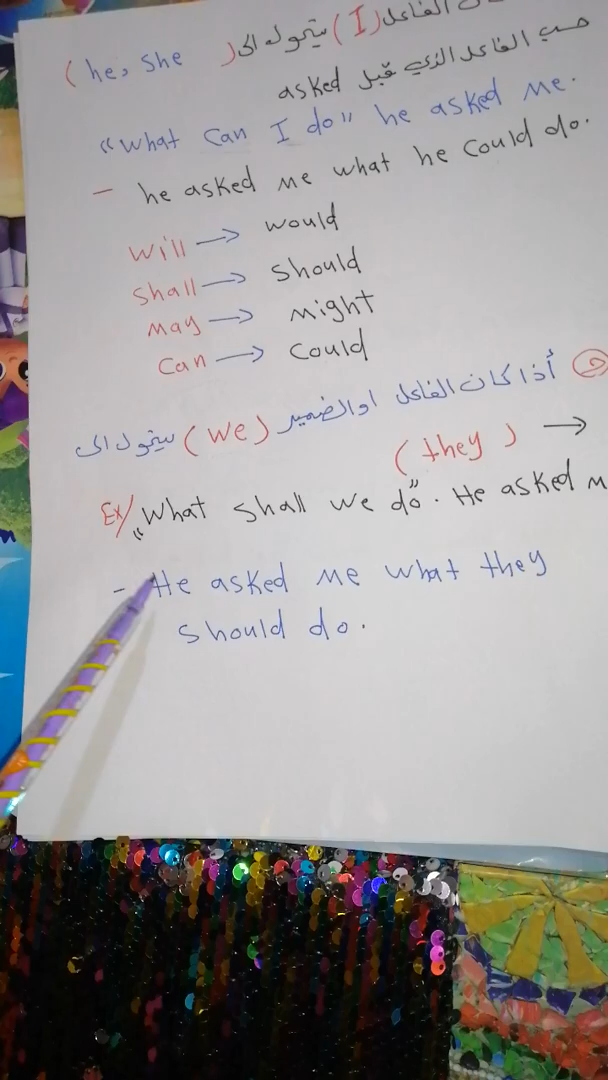 الفاعل (I) يتحول الى (he, she)
حسب الفاعل الذي قبل asked
"What can I do" he asked me.
- he asked me what he could do.
will → would
shall → should
may → might
can → could
أذا كان الفاعل او الضمير (we) سيتحول الى
(they) →
Ex/ "What shall we do". He asked m
- He asked me what they
should do.